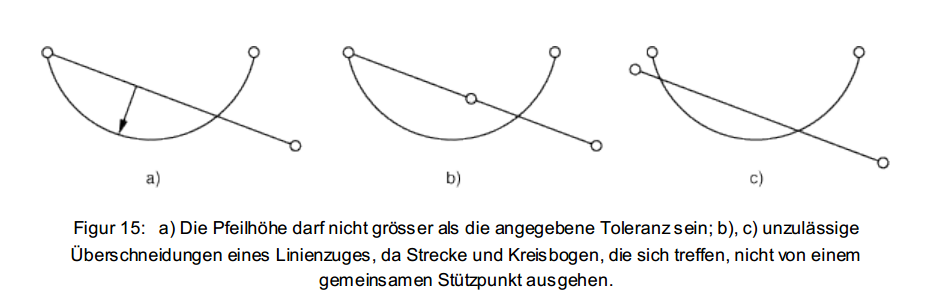 a)
b)
c)
Figur 15: a) Die Pfeilhöhe darf nicht grösser als die angegebene Toleranz sein; b), c) unzulässige
Überschneidungen eines Linienzuges, da Strecke und Kreisbogen, die sich treffen, nicht von einem
gemeinsamen Stützpunkt ausgehen.